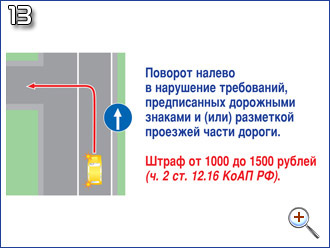 13
Поворот налево
в нарушение требований,
предписанных дорожными
знаками и (или) разметкой
проезжей части дороги.
Штраф от 1000 до 1500 рублей
(ч. 2 ст. 12.16 КоАП РФ).